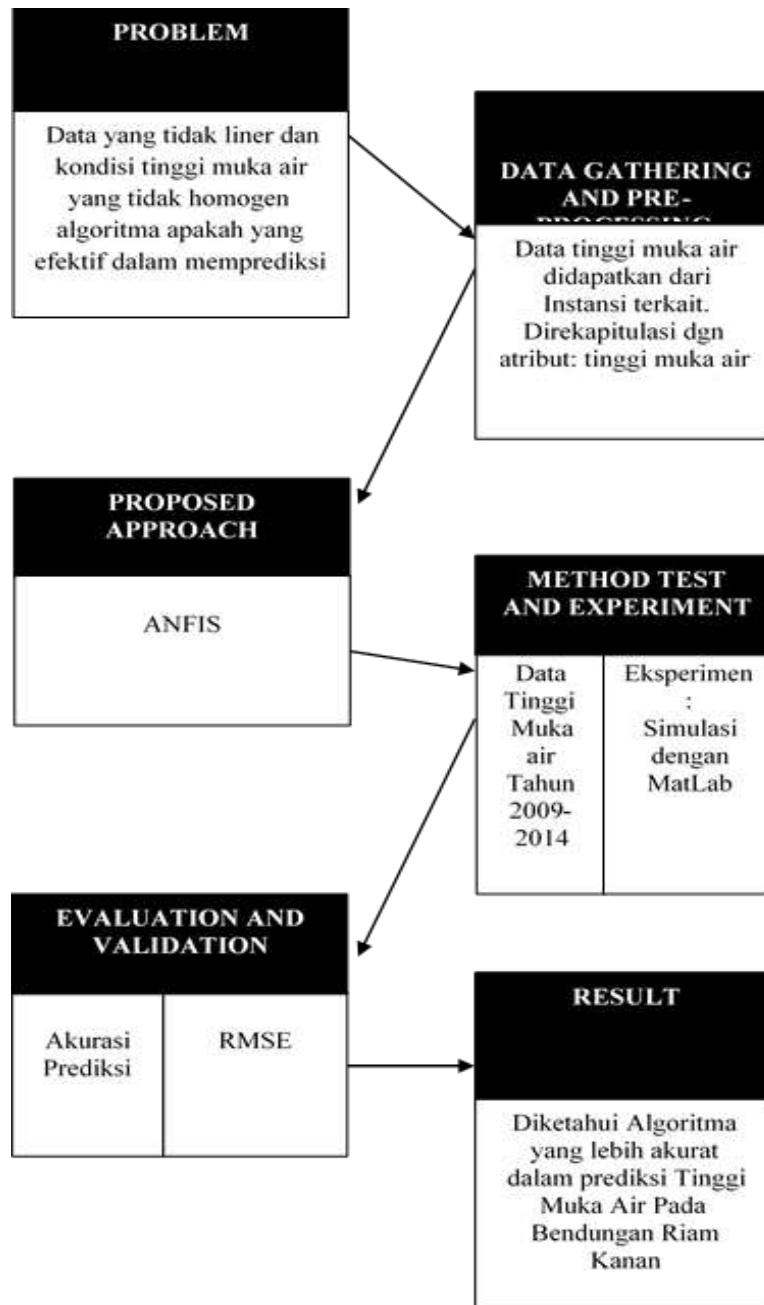 PROBLEM
Data yang tidak liner dan
kondisi tinggi muka air
yang tidak homogen
algoritma apakah yang
efektif dalam memprediksi
DATA GATHERING
AND PRE-
PROCESSING
Data tinggi muka air
didapatkan dari
Instansi terkait.
Direkapitulasi dgn
atribut: tinggi muka air
PROPOSED
APPROACH
ANFIS
METHOD TEST
AND EXPERIMENT
Data
Tinggi
Muka
air
Tahun
2009-
2014
Eksperimen
:
Simulasi
dengan
MatLab
EVALUATION AND
VALIDATION
Akurasi
Prediksi
RMSE
RESULT
Diketahui Algoritma
yang lebih akurat
dalam prediksi Tinggi
Muka Air Pada
Bendungan Riam
Kanan